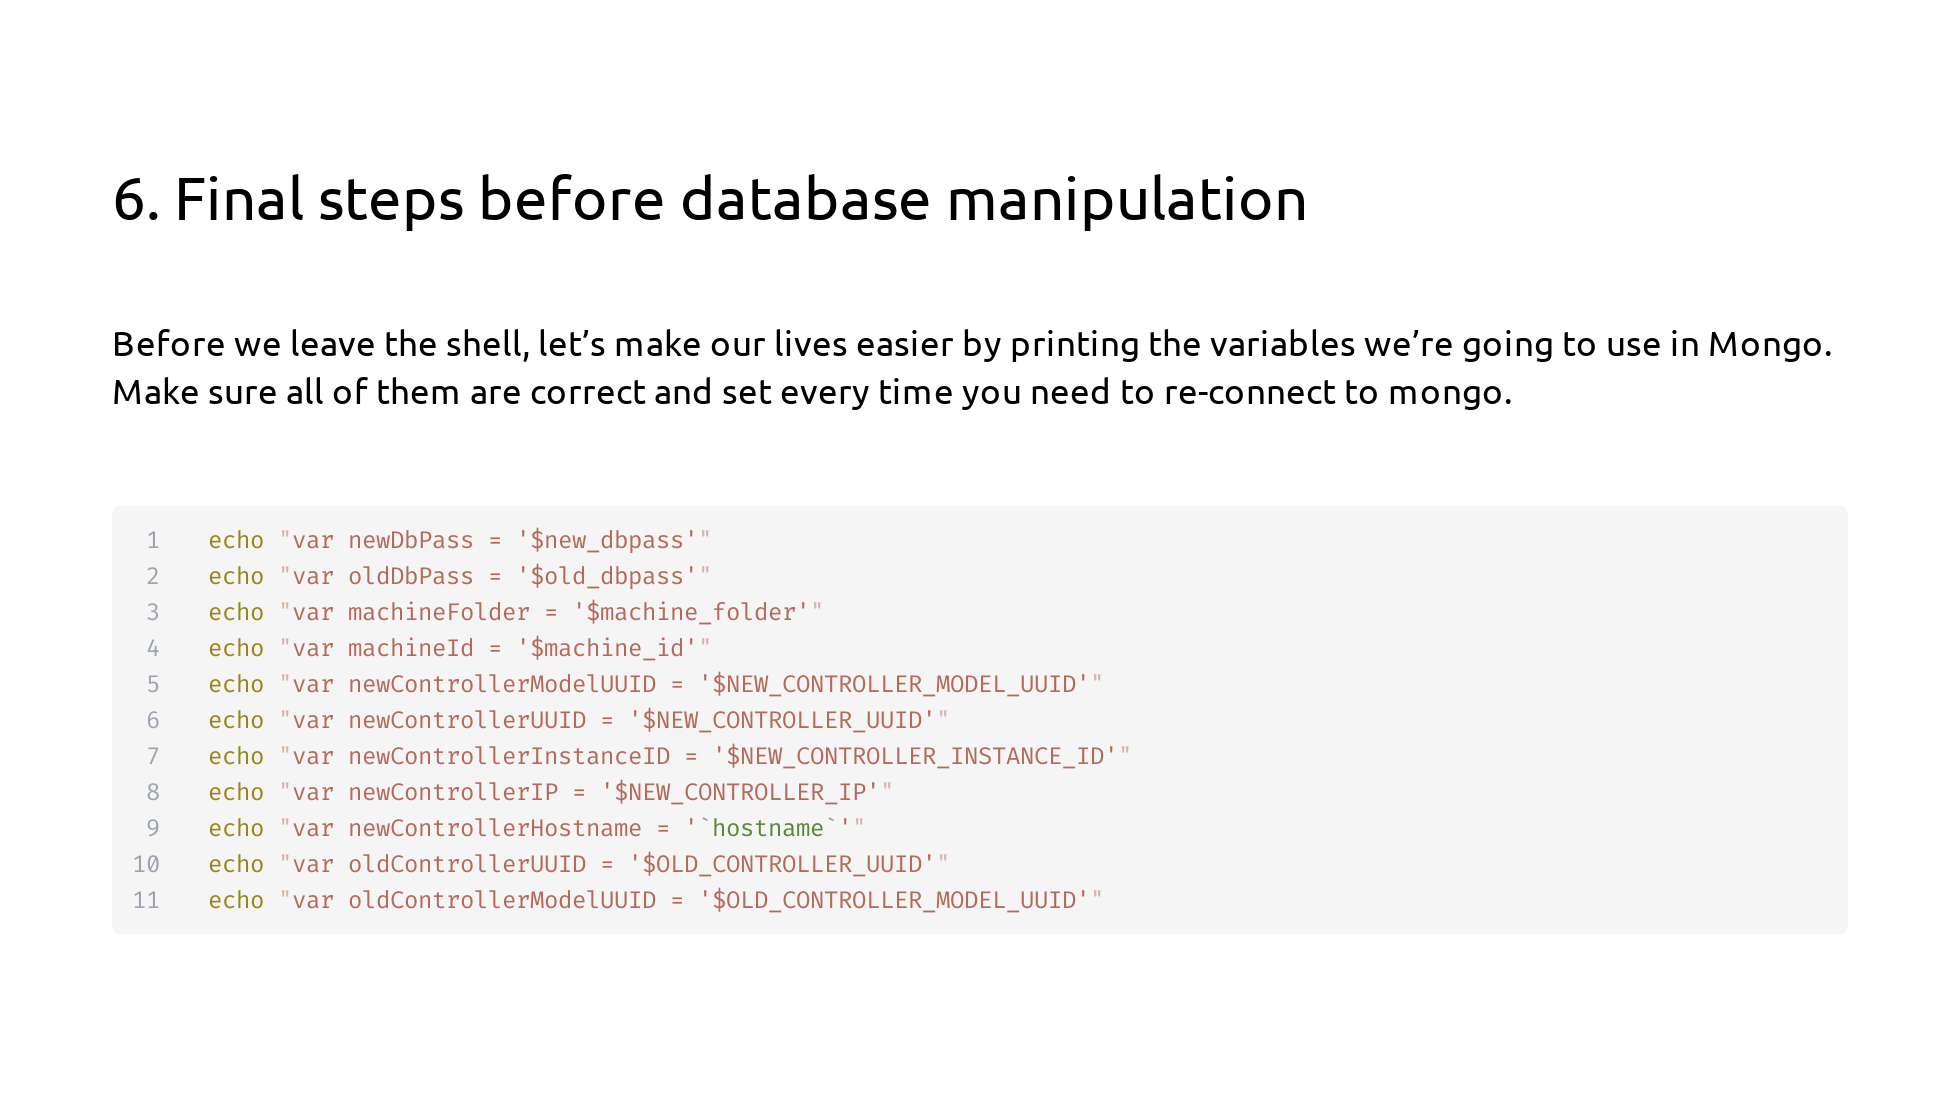 6. Final steps before database manipulation
Before we leave the shell, let’s make our lives easier by printing the variables we’re going to use in Mongo.
Make sure all of them are correct and set every time you need to re-connect to mongo.
1 echo "var newDbPass = '$new_dbpass'"
2 echo "var oldDbPass = '$old_dbpass'"
3 echo "var machineFolder = '$machine_folder'"
4 echo "var machineId = '$machine_id'"
5 echo "var newControllerModelUUID = '$NEW_CONTROLLER_MODEL_UUID'"
6 echo "var newControllerUUID = '$NEW_CONTROLLER_UUID'"
7 echo "var newControllerInstanceID = '$NEW_CONTROLLER_INSTANCE_ID'"
8 echo "var newControllerIP = '$NEW_CONTROLLER_IP'"
9 echo "var newControllerHostname = '`hostname`'"
10 echo "var oldControllerUUID = '$OLD_CONTROLLER_UUID'"
11 echo "var oldControllerModelUUID = '$OLD_CONTROLLER_MODEL_UUID'"